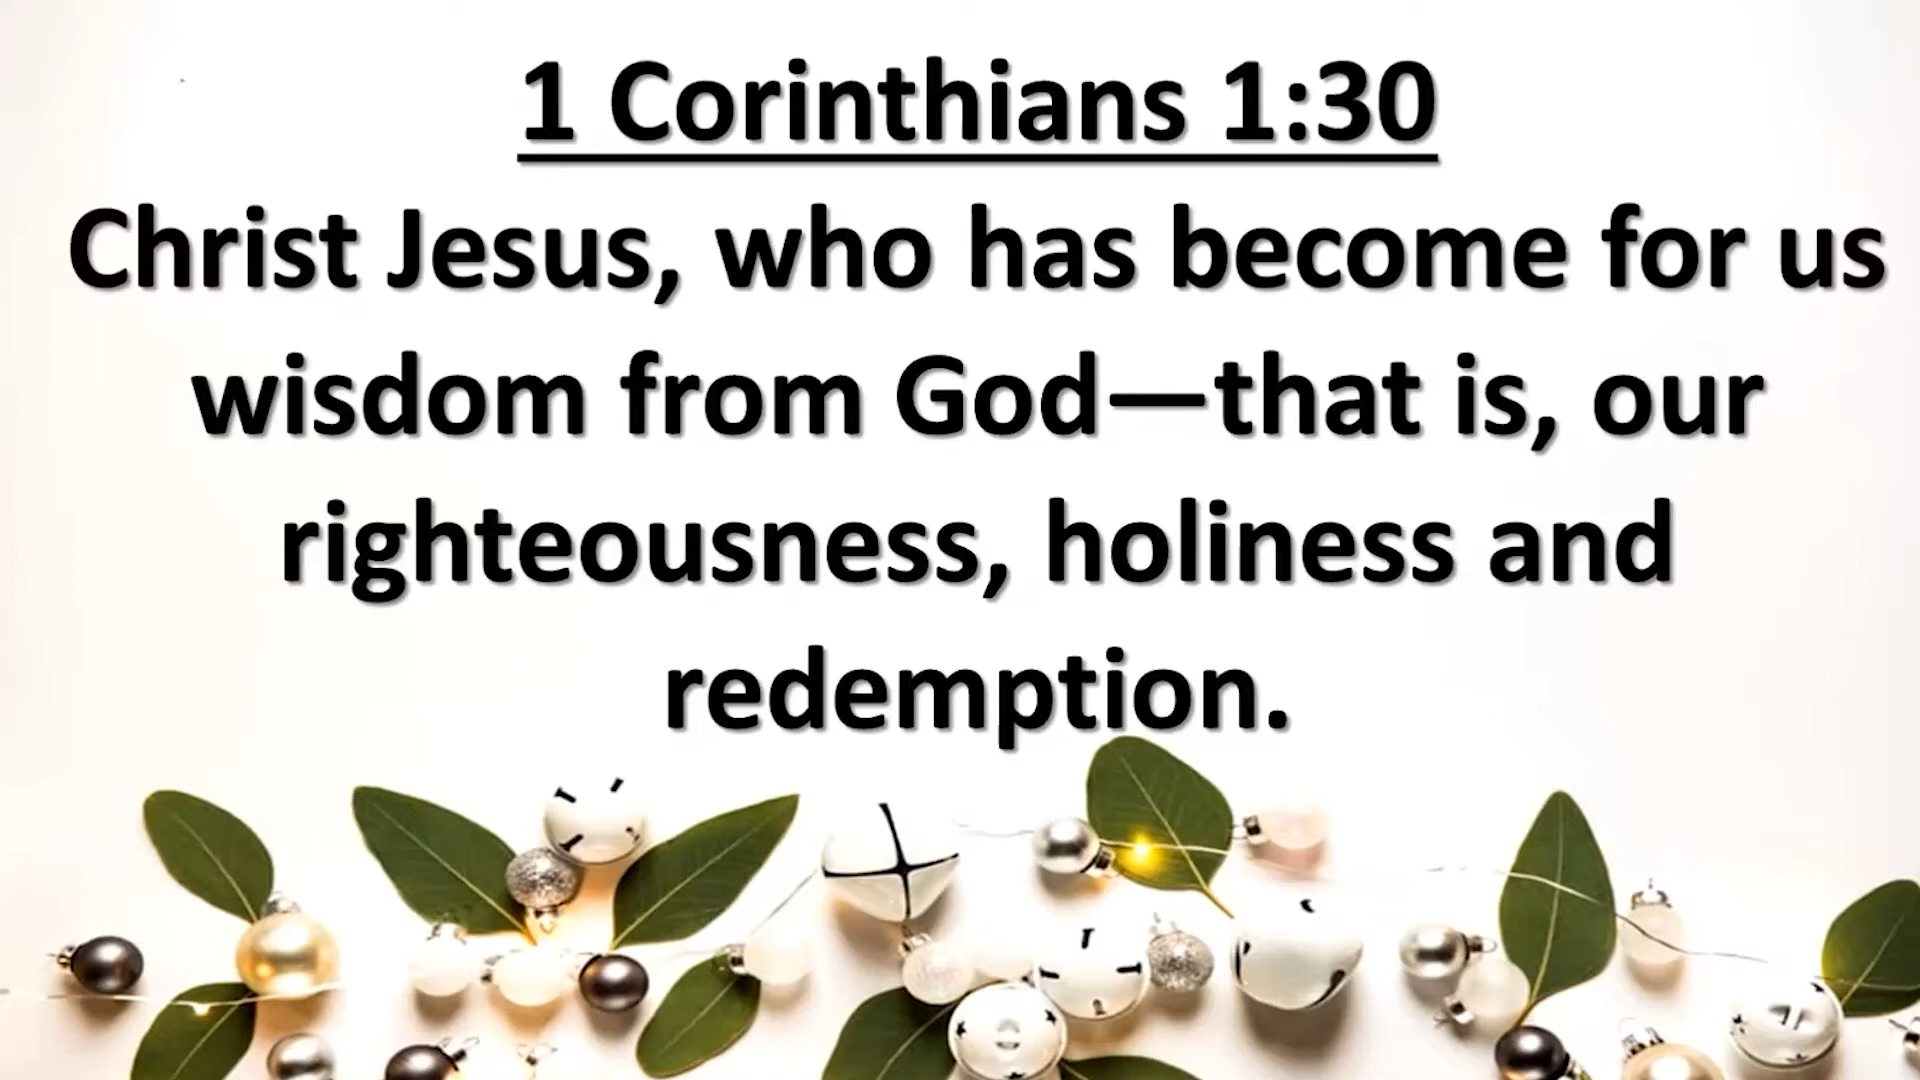 1 Corinthians 1:30
Christ Jesus, who has become for us
wisdom from God—that is, our
righteousness, holiness and
redemption.